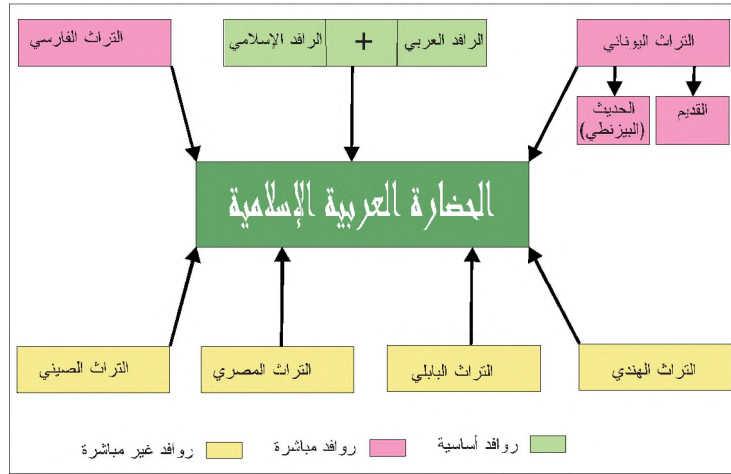 التراث اليوناني
الرافد العربي + الرافد الإسلامي
التراث الفارسي
القديم
الحديث
(البيزنطي)
الحضارة العربية الإسلامية
التراث الهندي
التراث البابلي
التراث المصري
التراث الصيني
روافد أساسية
روافد مباشرة
روافد غير مباشرة